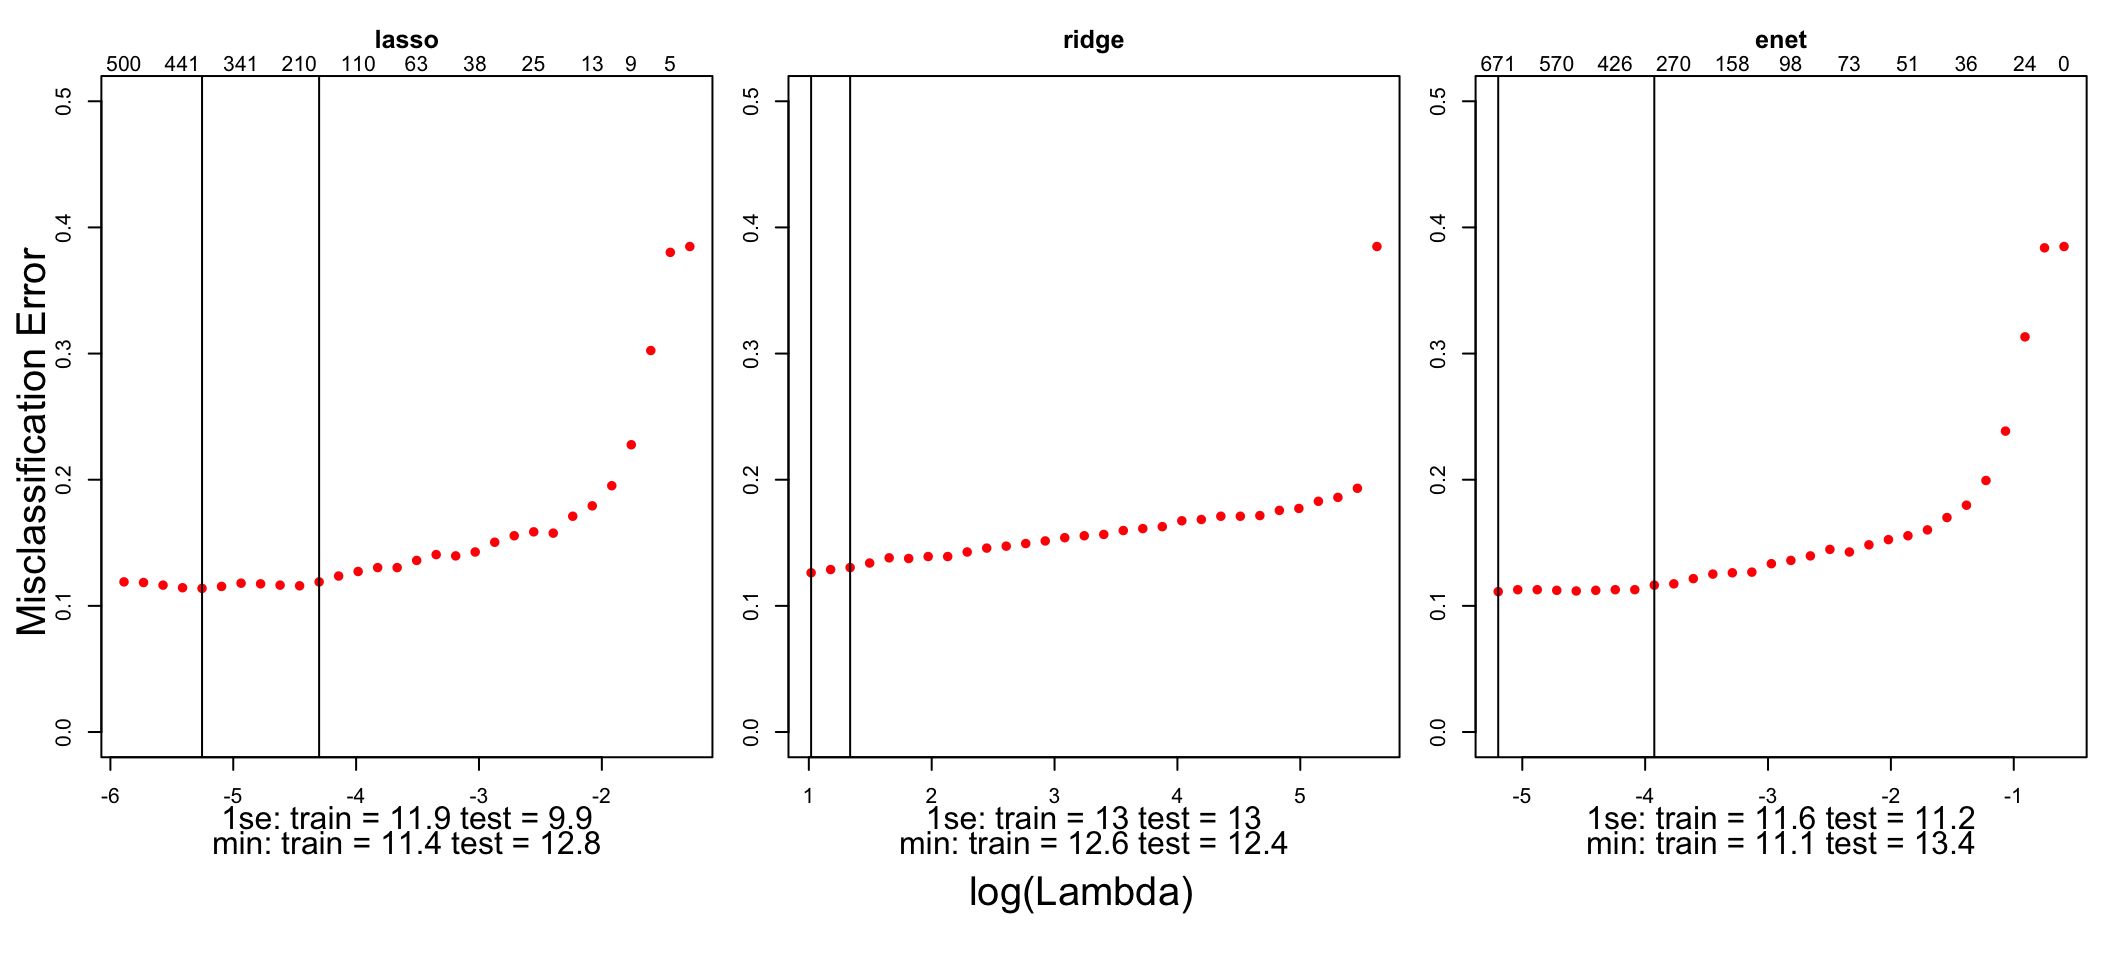 lasso ridge enet
500 441 341 210 110 63 38 25 13 9 5 671 570 426 270 158 98 73 51 36 24 0
Misclassification Error
0.5 0.5 0.5
0.4 0.4 0.4
0.3 0.3 0.3
0.2 0.2 0.2
0.1 0.1 0.1
0.0 0.0 0.0
-6 -5 -4 -3 -2 1 2 3 4 5 -5 -4 -3 -2 -1
1se: train = 11.9 test = 9.9 1se: train = 13 test = 13 1se: train = 11.6 test = 11.2
min: train = 11.4 test = 12.8 min: train = 12.6 test = 12.4 min: train = 11.1 test = 13.4
log(Lambda)